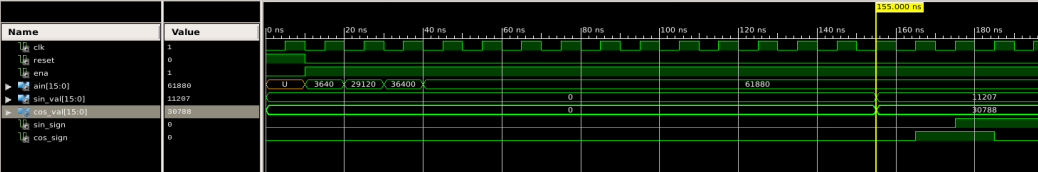 155.000 ns
Name Value
0 ns 20 ns 40 ns 60 ns 80 ns 100 ns 120 ns 140 ns 160 ns 180 ns
clk 1
reset 0
ena 1
ain[15:0] 61880 U 3640 29120 36400 61880
sin_val[15:0] 11207 0 11207
cos_val[15:0] 30788 0 30788
sin_sign 0
cos_sign 0